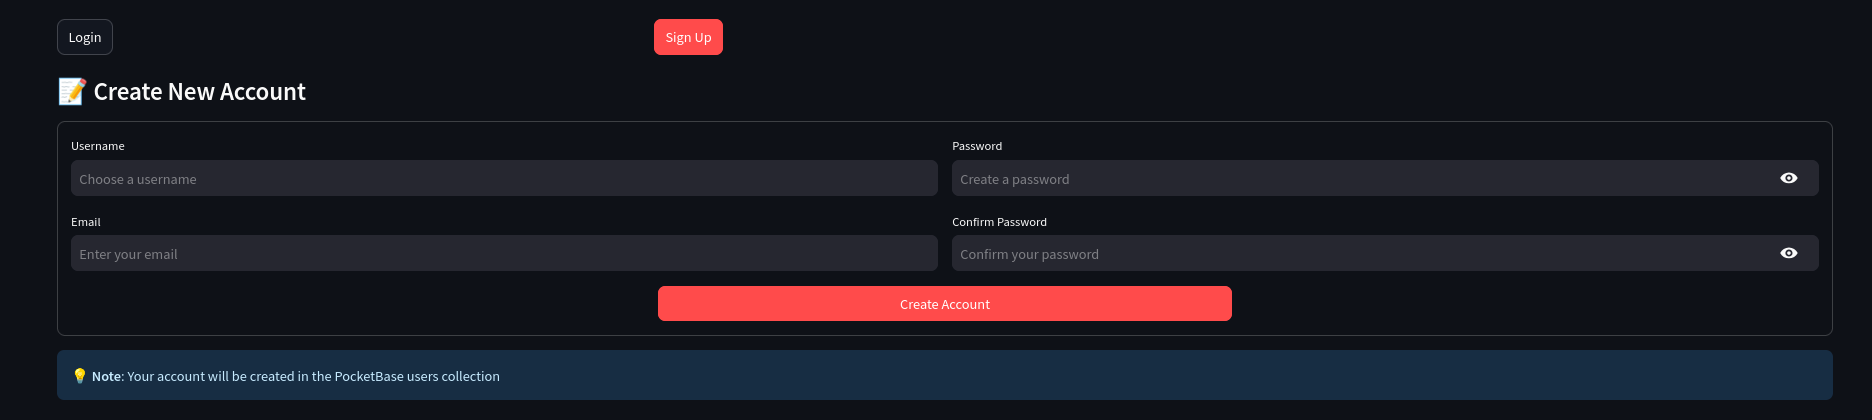 Login
Sign Up
📝 Create New Account
Username
Password
Choose a username
Create a password
Email
Confirm Password
Enter your email
Confirm your password
Create Account
💡 Note: Your account will be created in the PocketBase users collection